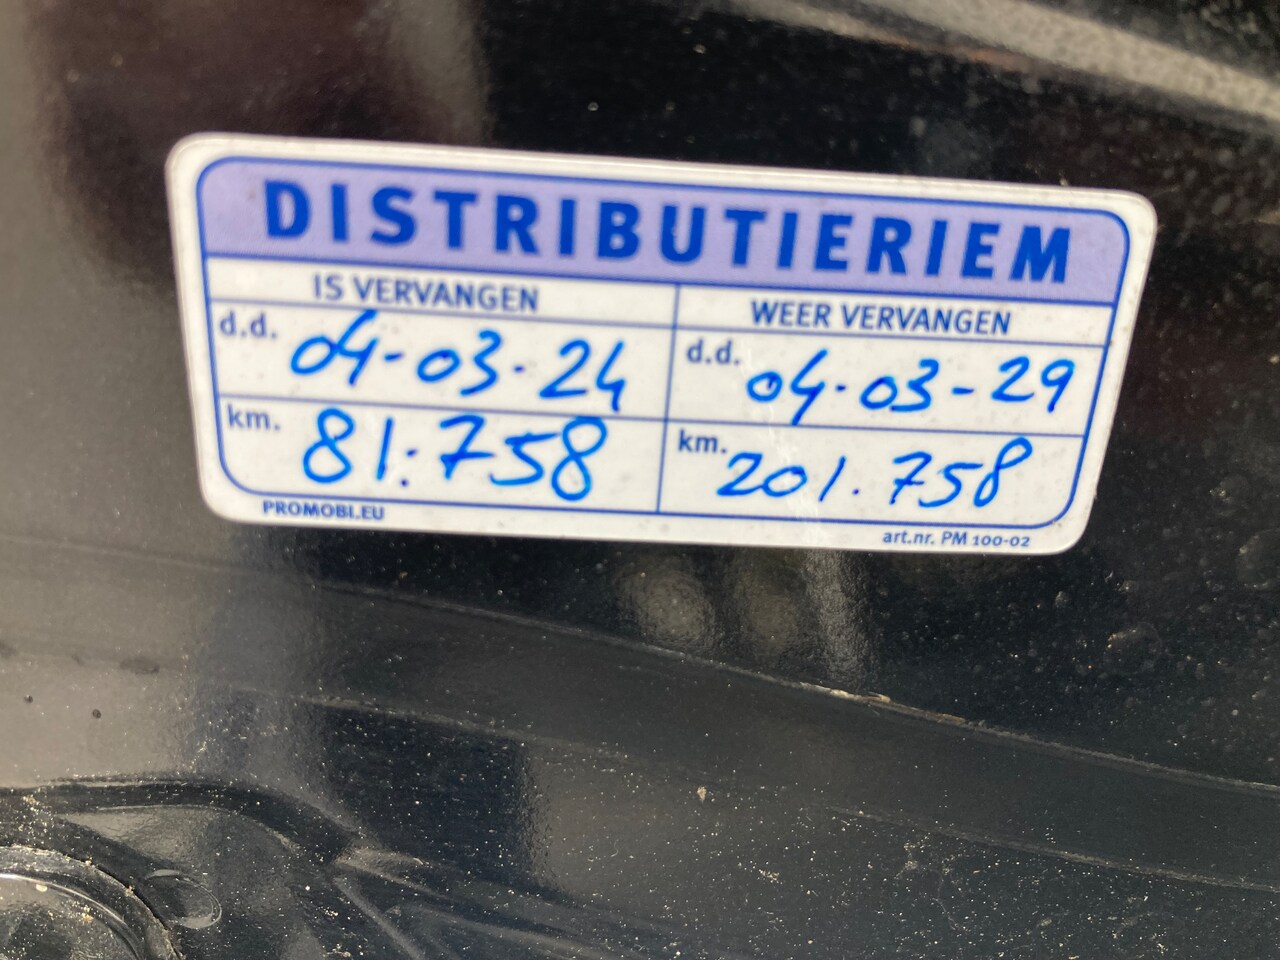 DISTRIBUTIERIEM
IS VERVANGEN
WEER VERVANGEN
d.d. 04-03-24
d.d. 04-03-29
km. 81.758
km. 201.758
PROMOBI.EU
art.nr. PM 100-02